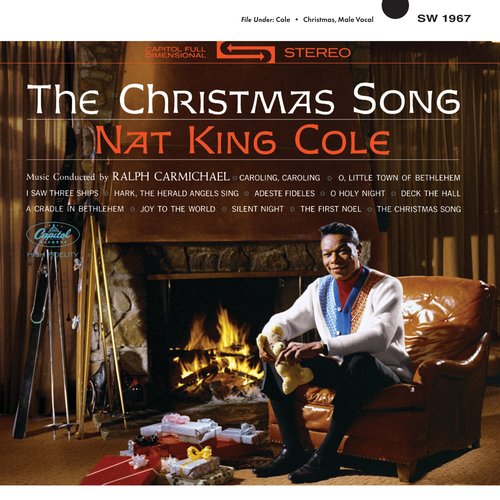 File Under: Cole • Christmas, Male Vocal
SW 1967
CAPITOL FULL DIMENSIONAL STEREO
THE CHRISTMAS SONG
NAT KING COLE
Music Conducted by RALPH CARMICHAEL ○ CAROLING, CAROLING ○ O, LITTLE TOWN OF BETHLEHEM
I SAW THREE SHIPS ○ HARK, THE HERALD ANGELS SING ○ ADESTE FIDELES ○ O HOLY NIGHT ○ DECK THE HALL
A CRADLE IN BETHLEHEM ○ JOY TO THE WORLD ○ SILENT NIGHT ○ THE FIRST NOEL ○ THE CHRISTMAS SONG
Capitol
RECORDS
HIGH FIDELITY